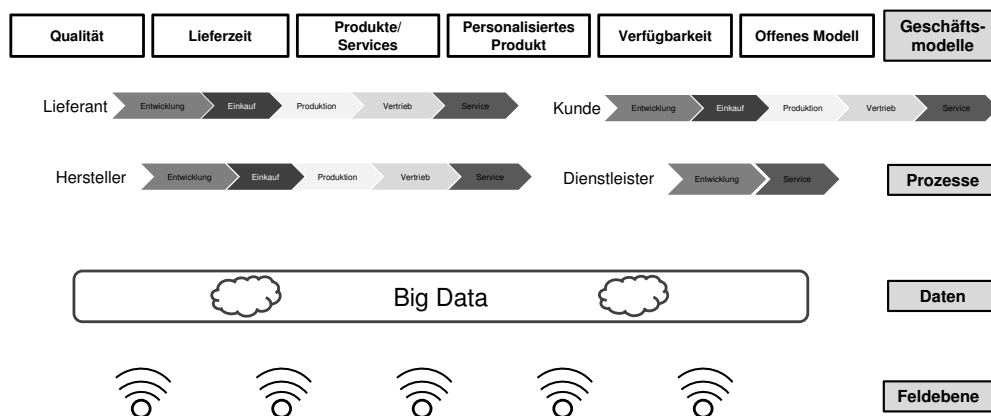 Qualität
Lieferzeit
Produkte/
Services
Personalisiertes
Produkt
Verfügbarkeit
Offenes Modell
Geschäfts-
modelle
Lieferant
Entwicklung
Einkauf
Produktion
Vertrieb
Service
Kunde
Entwicklung
Einkauf
Produktion
Vertrieb
Service
Hersteller
Entwicklung
Einkauf
Produktion
Vertrieb
Service
Dienstleister
Entwicklung
Service
Prozesse
Big Data
Daten
Feldebene